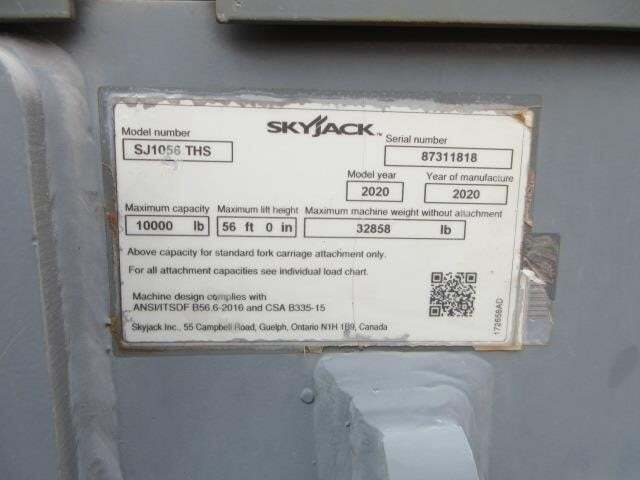 SKYJACK™
Model number
SJ1056 THS
Serial number
87311818
Model year
2020
Year of manufacture
2020
Maximum capacity
10000 lb
Maximum lift height
56 ft 0 in
Maximum machine weight without attachment
32858 lb
Above capacity for standard fork carriage attachment only.
For all attachment capacities see individual load chart.
Machine design complies with
ANSI/ITSDF B56.6-2016 and CSA B335-15
Skyjack Inc., 55 Campbell Road, Guelph, Ontario N1H 1B9, Canada
172656AD